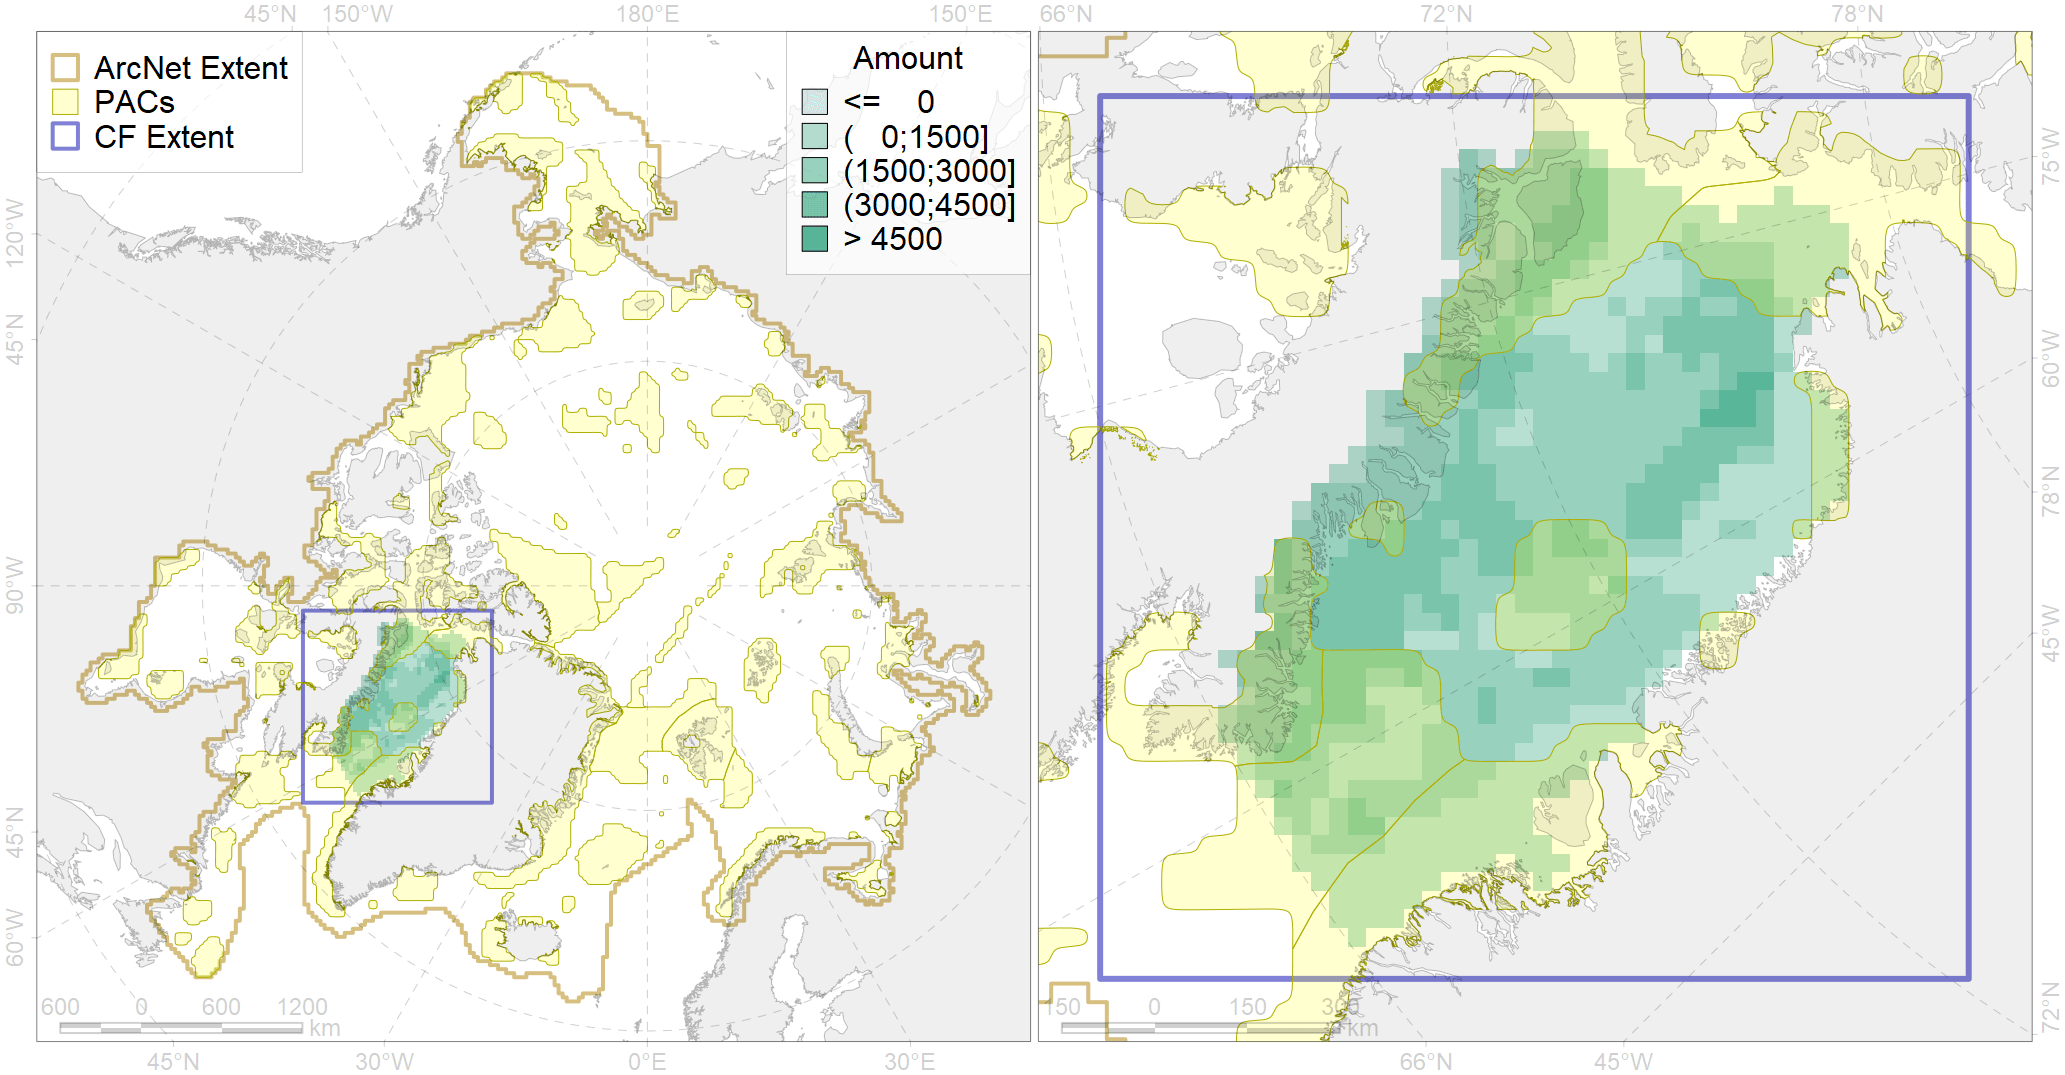 45°N 150°W 180°E 150°E 66°N 72°N 78°N
ArcNet Extent
PACs
CF Extent
Amount
<= 0
( 0;1500]
(1500;3000]
(3000;4500]
> 4500
120°W
45°N
90°W
45°N
60°W
75°W
60°W
78°N
45°W
72°N
600 0 600 1200
km
150 0 150 300
km
45°N 30°W 0°E 30°E 66°N 45°W